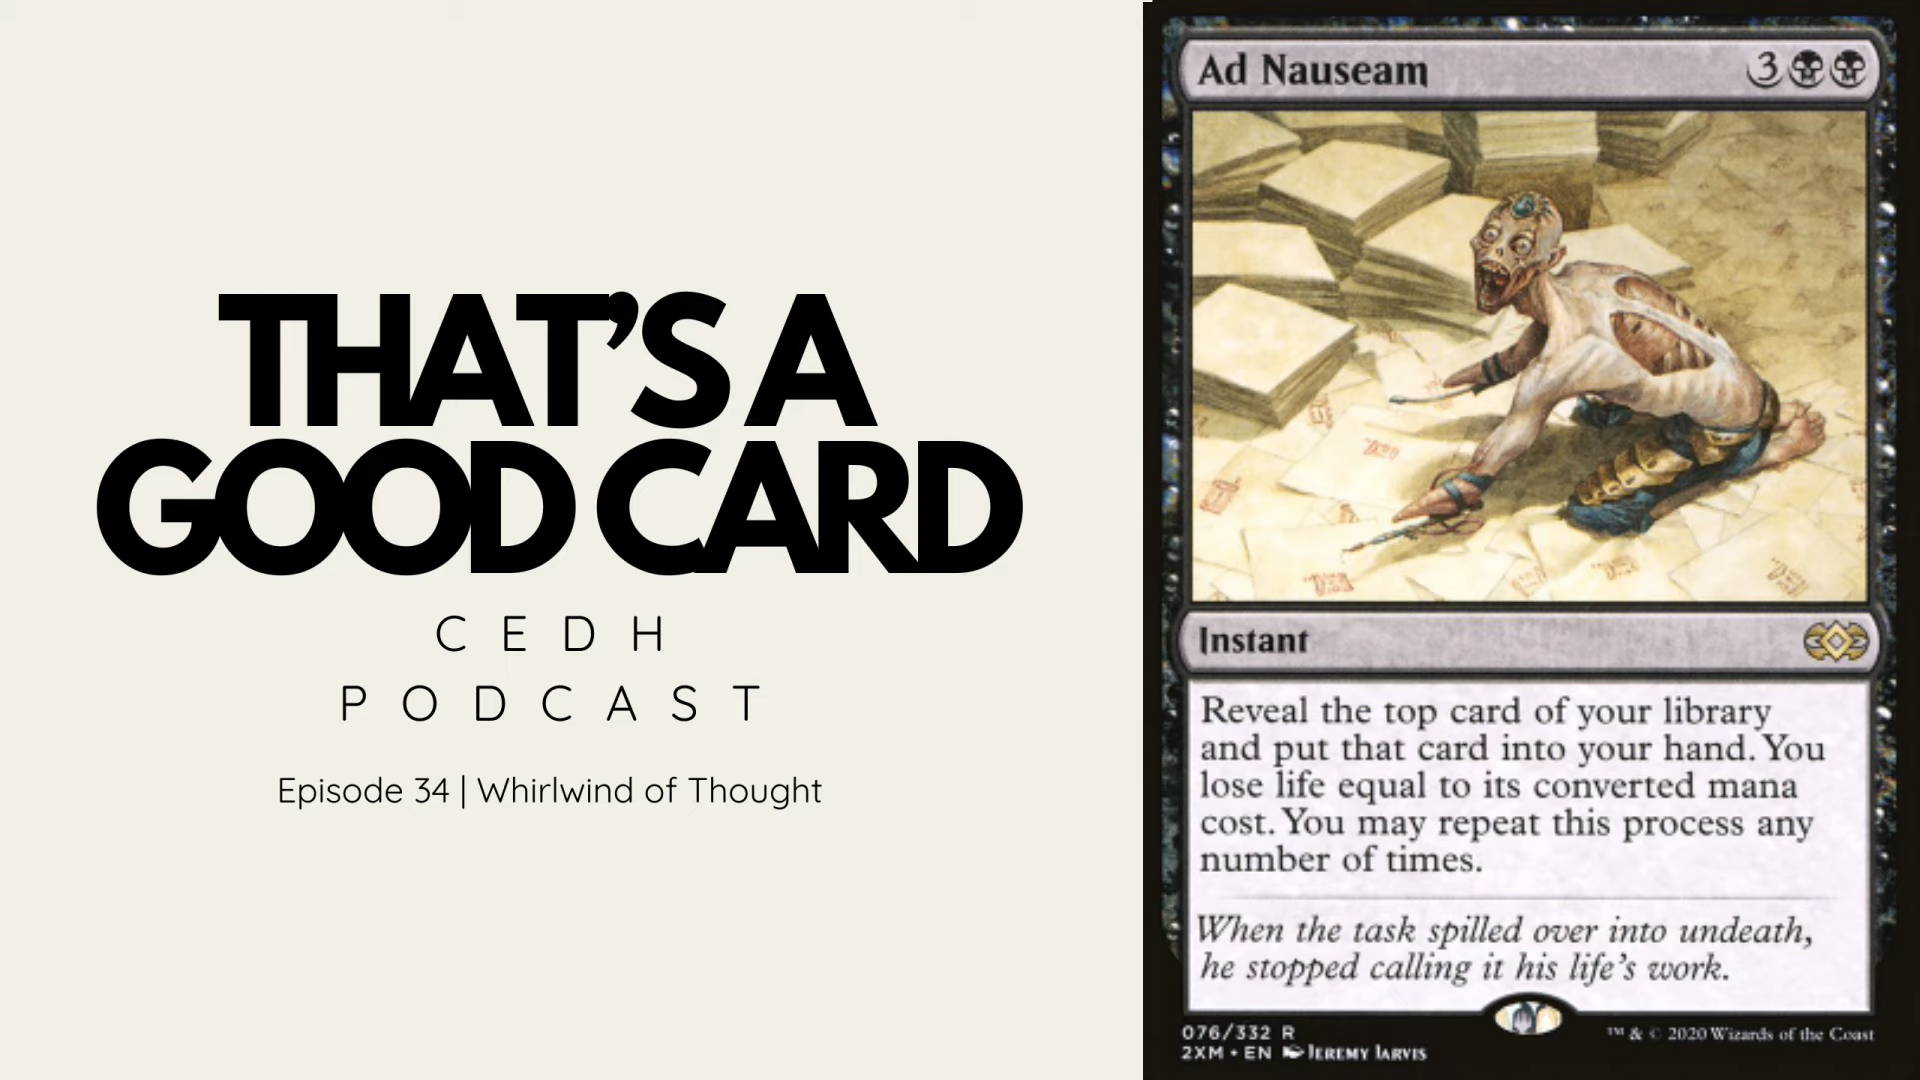 THAT'S A
GOOD CARD
CEDH
PODCAST
Episode 34 | Whirlwind of Thought
Ad Nauseam
3
Instant
Reveal the top card of your library
and put that card into your hand. You
lose life equal to its converted mana
cost. You may repeat this process any
number of times.
When the task spilled over into undeath,
he stopped calling it his life's work.
076/332 R
2XM • EN Jeremy Jarvis
™ & © 2020 Wizards of the Coast